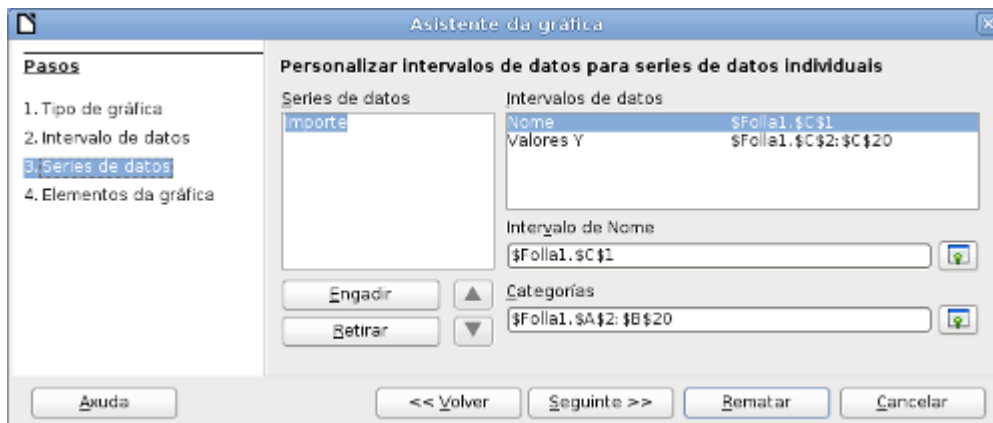 Asistente da gráfica
Pasos
1. Tipo de gráfica
2. Intervalo de datos
3. Series de datos
4. Elementos da gráfica
Personalizar intervalos de datos para series de datos individuais
Series de datos
Importe
Engadir
Retirar
Intervalos de datos
Nome $Folla1.$C$1
Valores Y $Folla1.$C$2:$C$20
Intervalo de Nome
$Folla1.$C$1
Categorías
$Folla1.$A$2:$B$20
Axuda
<< Volver
Seguinte >>
Rematar
Cancelar